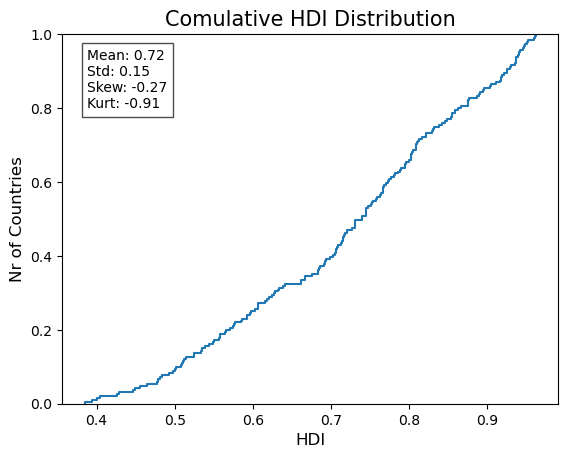 Comulative HDI Distribution
Mean: 0.72
Std: 0.15
Skew: -0.27
Kurt: -0.91
Nr of Countries
1.0
0.8
0.6
0.4
0.2
0.0
0.4 0.5 0.6 0.7 0.8 0.9
HDI